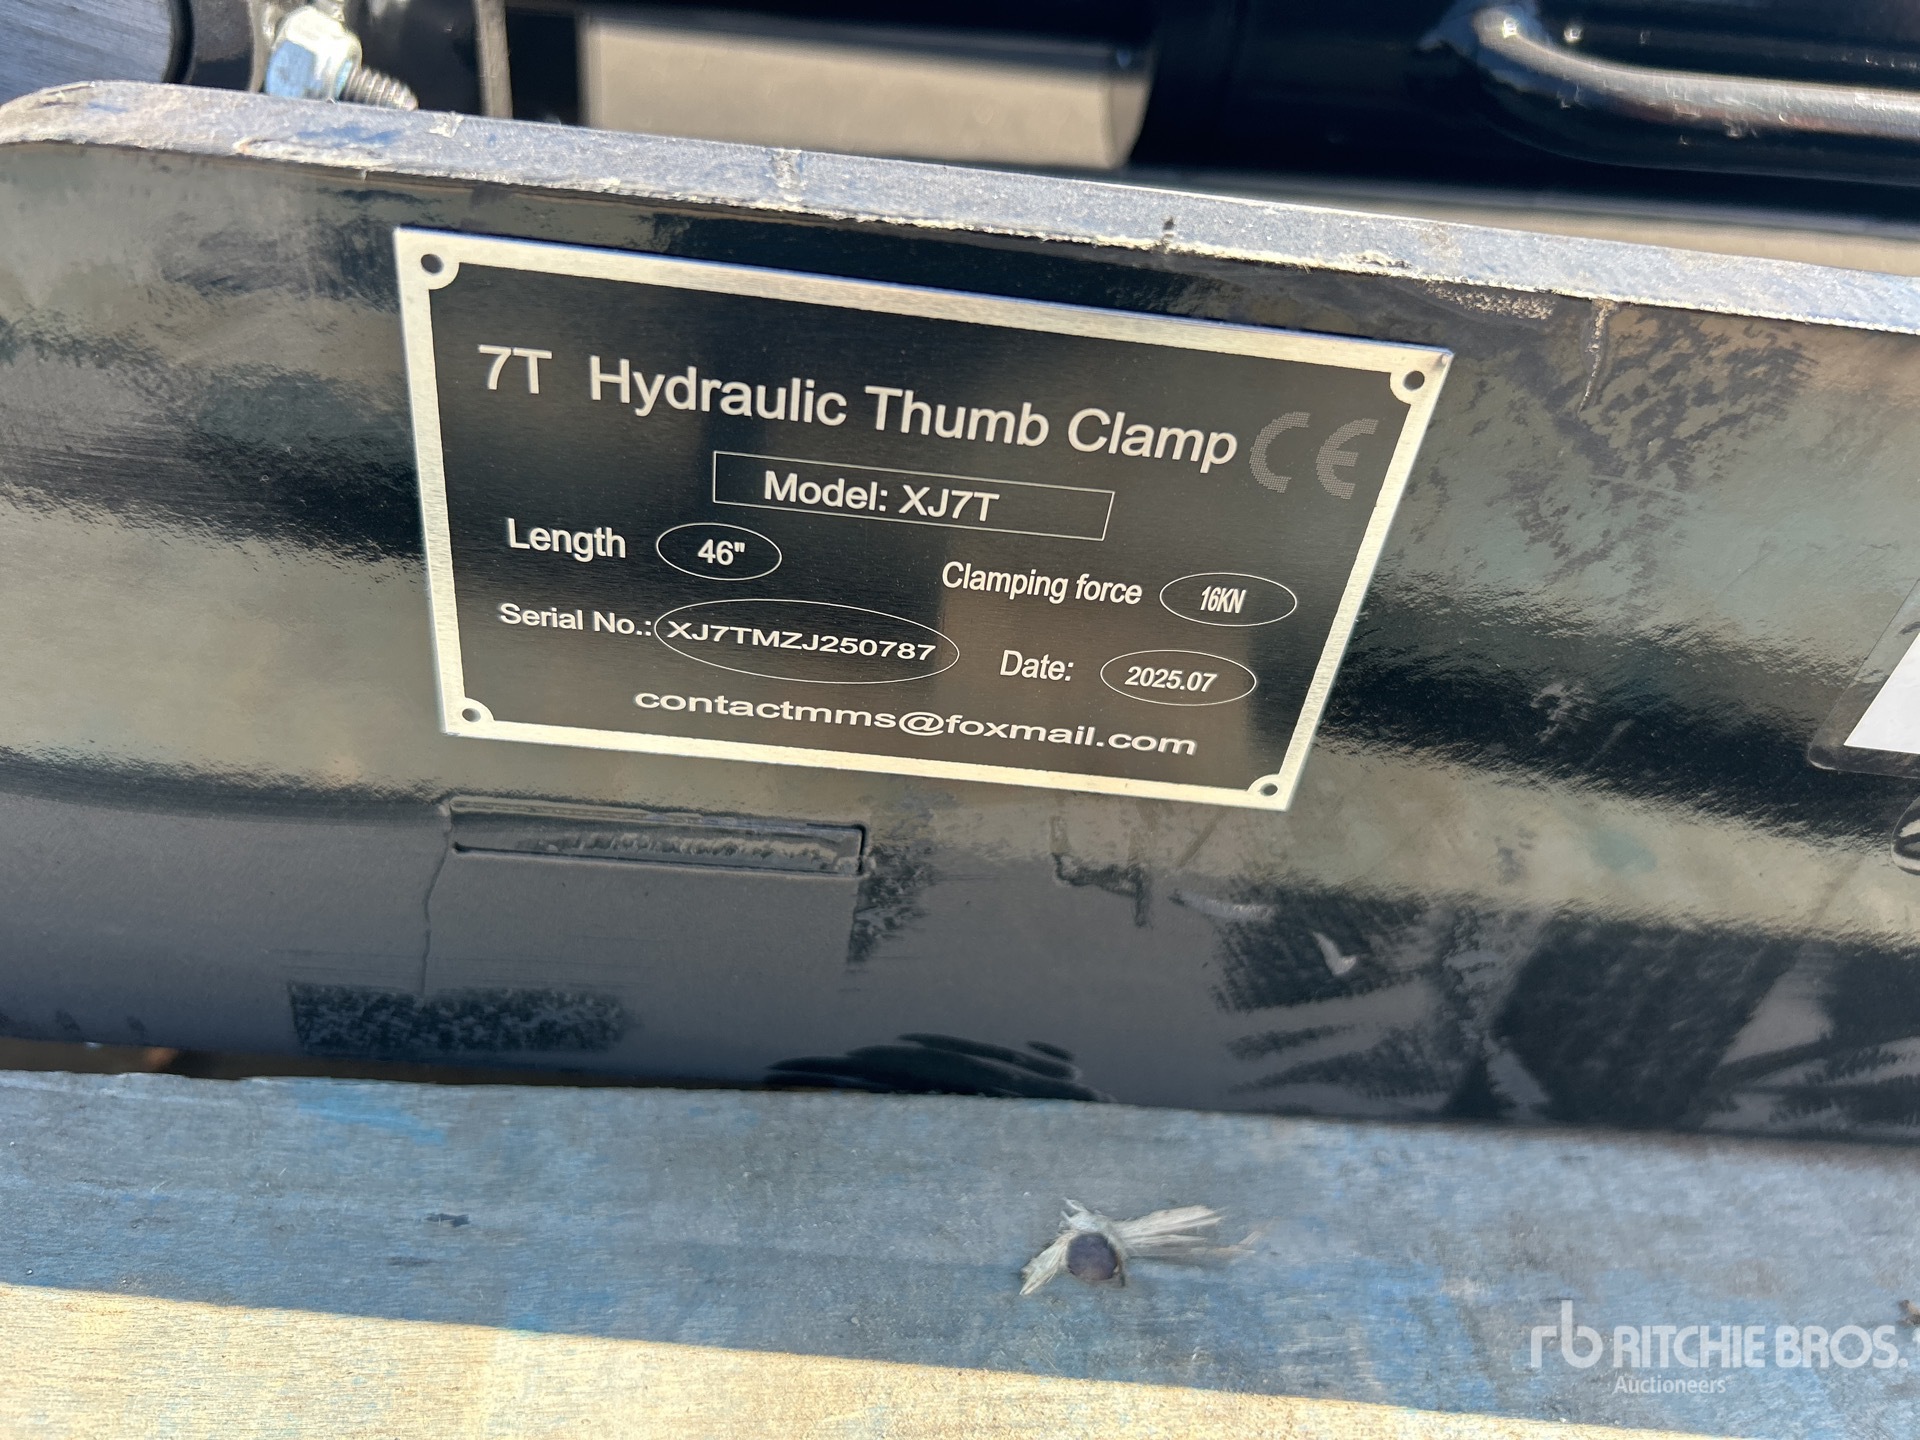 7T Hydraulic Thumb Clamp CE
Model: XJ7T
Length 46"
Clamping force 16KN
Serial No.: XJ7TMZJ250787
Date: 2025.07
contactmms@foxmail.com
rb RITCHIE BROS.
Auctioneers